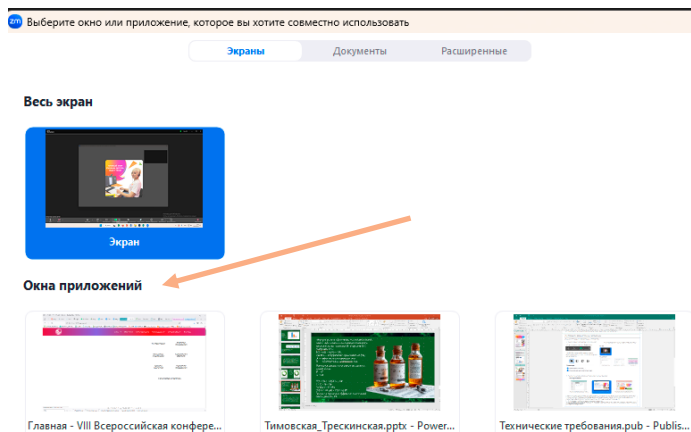 zm Выберите окно или приложение, которое вы хотите совместно использовать
Экраны Документы Расширенные
Весь экран
Экран
Окна приложений
Главная - VIII Всероссийская конфере... Тимовская_Трескинская.pptx - Power... Технические требования.pub - Publis...